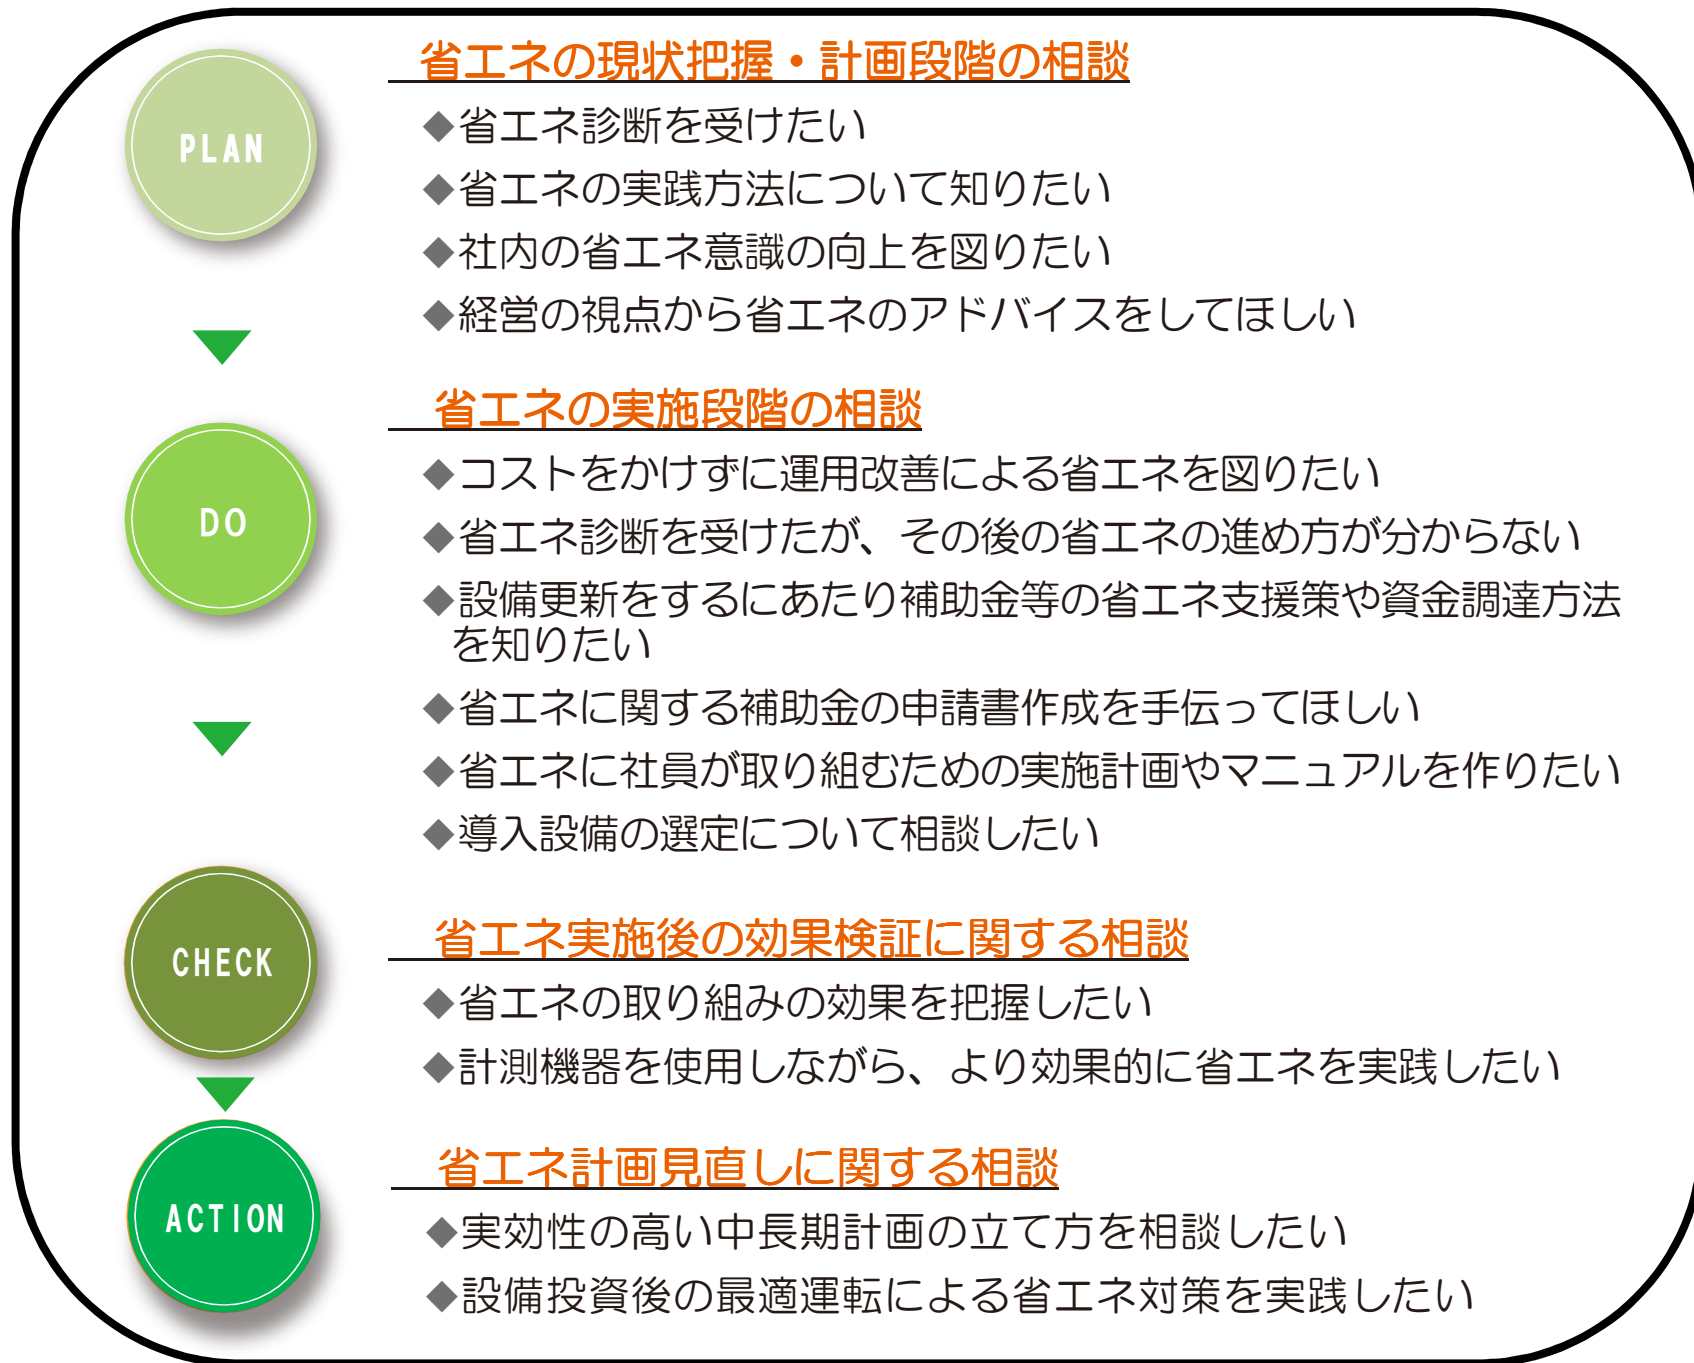 PLAN
省エネの現状把握・計画段階の相談
◆省エネ診断を受けたい
◆省エネの実践方法について知りたい
◆社内の省エネ意識の向上を図りたい
◆経営の視点から省エネのアドバイスをしてほしい
DO
省エネの実施段階の相談
◆コストをかけずに運用改善による省エネを図りたい
◆省エネ診断を受けたが、その後の省エネの進め方が分からない
◆設備更新をするにあたり補助金等の省エネ支援策や資金調達方法
を知りたい
◆省エネに関する補助金の申請書作成を手伝ってほしい
◆省エネに社員が取り組むための実施計画やマニュアルを作りたい
◆導入設備の選定について相談したい
CHECK
省エネ実施後の効果検証に関する相談
◆省エネの取り組みの効果を把握したい
◆計測機器を使用しながら、より効果的に省エネを実践したい
ACTION
省エネ計画見直しに関する相談
◆実効性の高い中長期計画の立て方を相談したい
◆設備投資後の最適運転による省エネ対策を実践したい